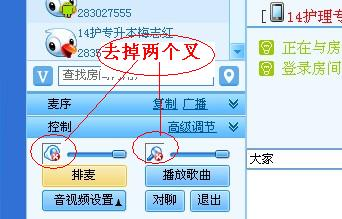 283027555
14护专升本梅志红
2835
14护理专
去掉两个叉
正在与房
登录房间
V 查找房间
麦序 复制 广播
控制 高级调节
排麦 播放歌曲
音视频设置▲ 对聊 退出
大家